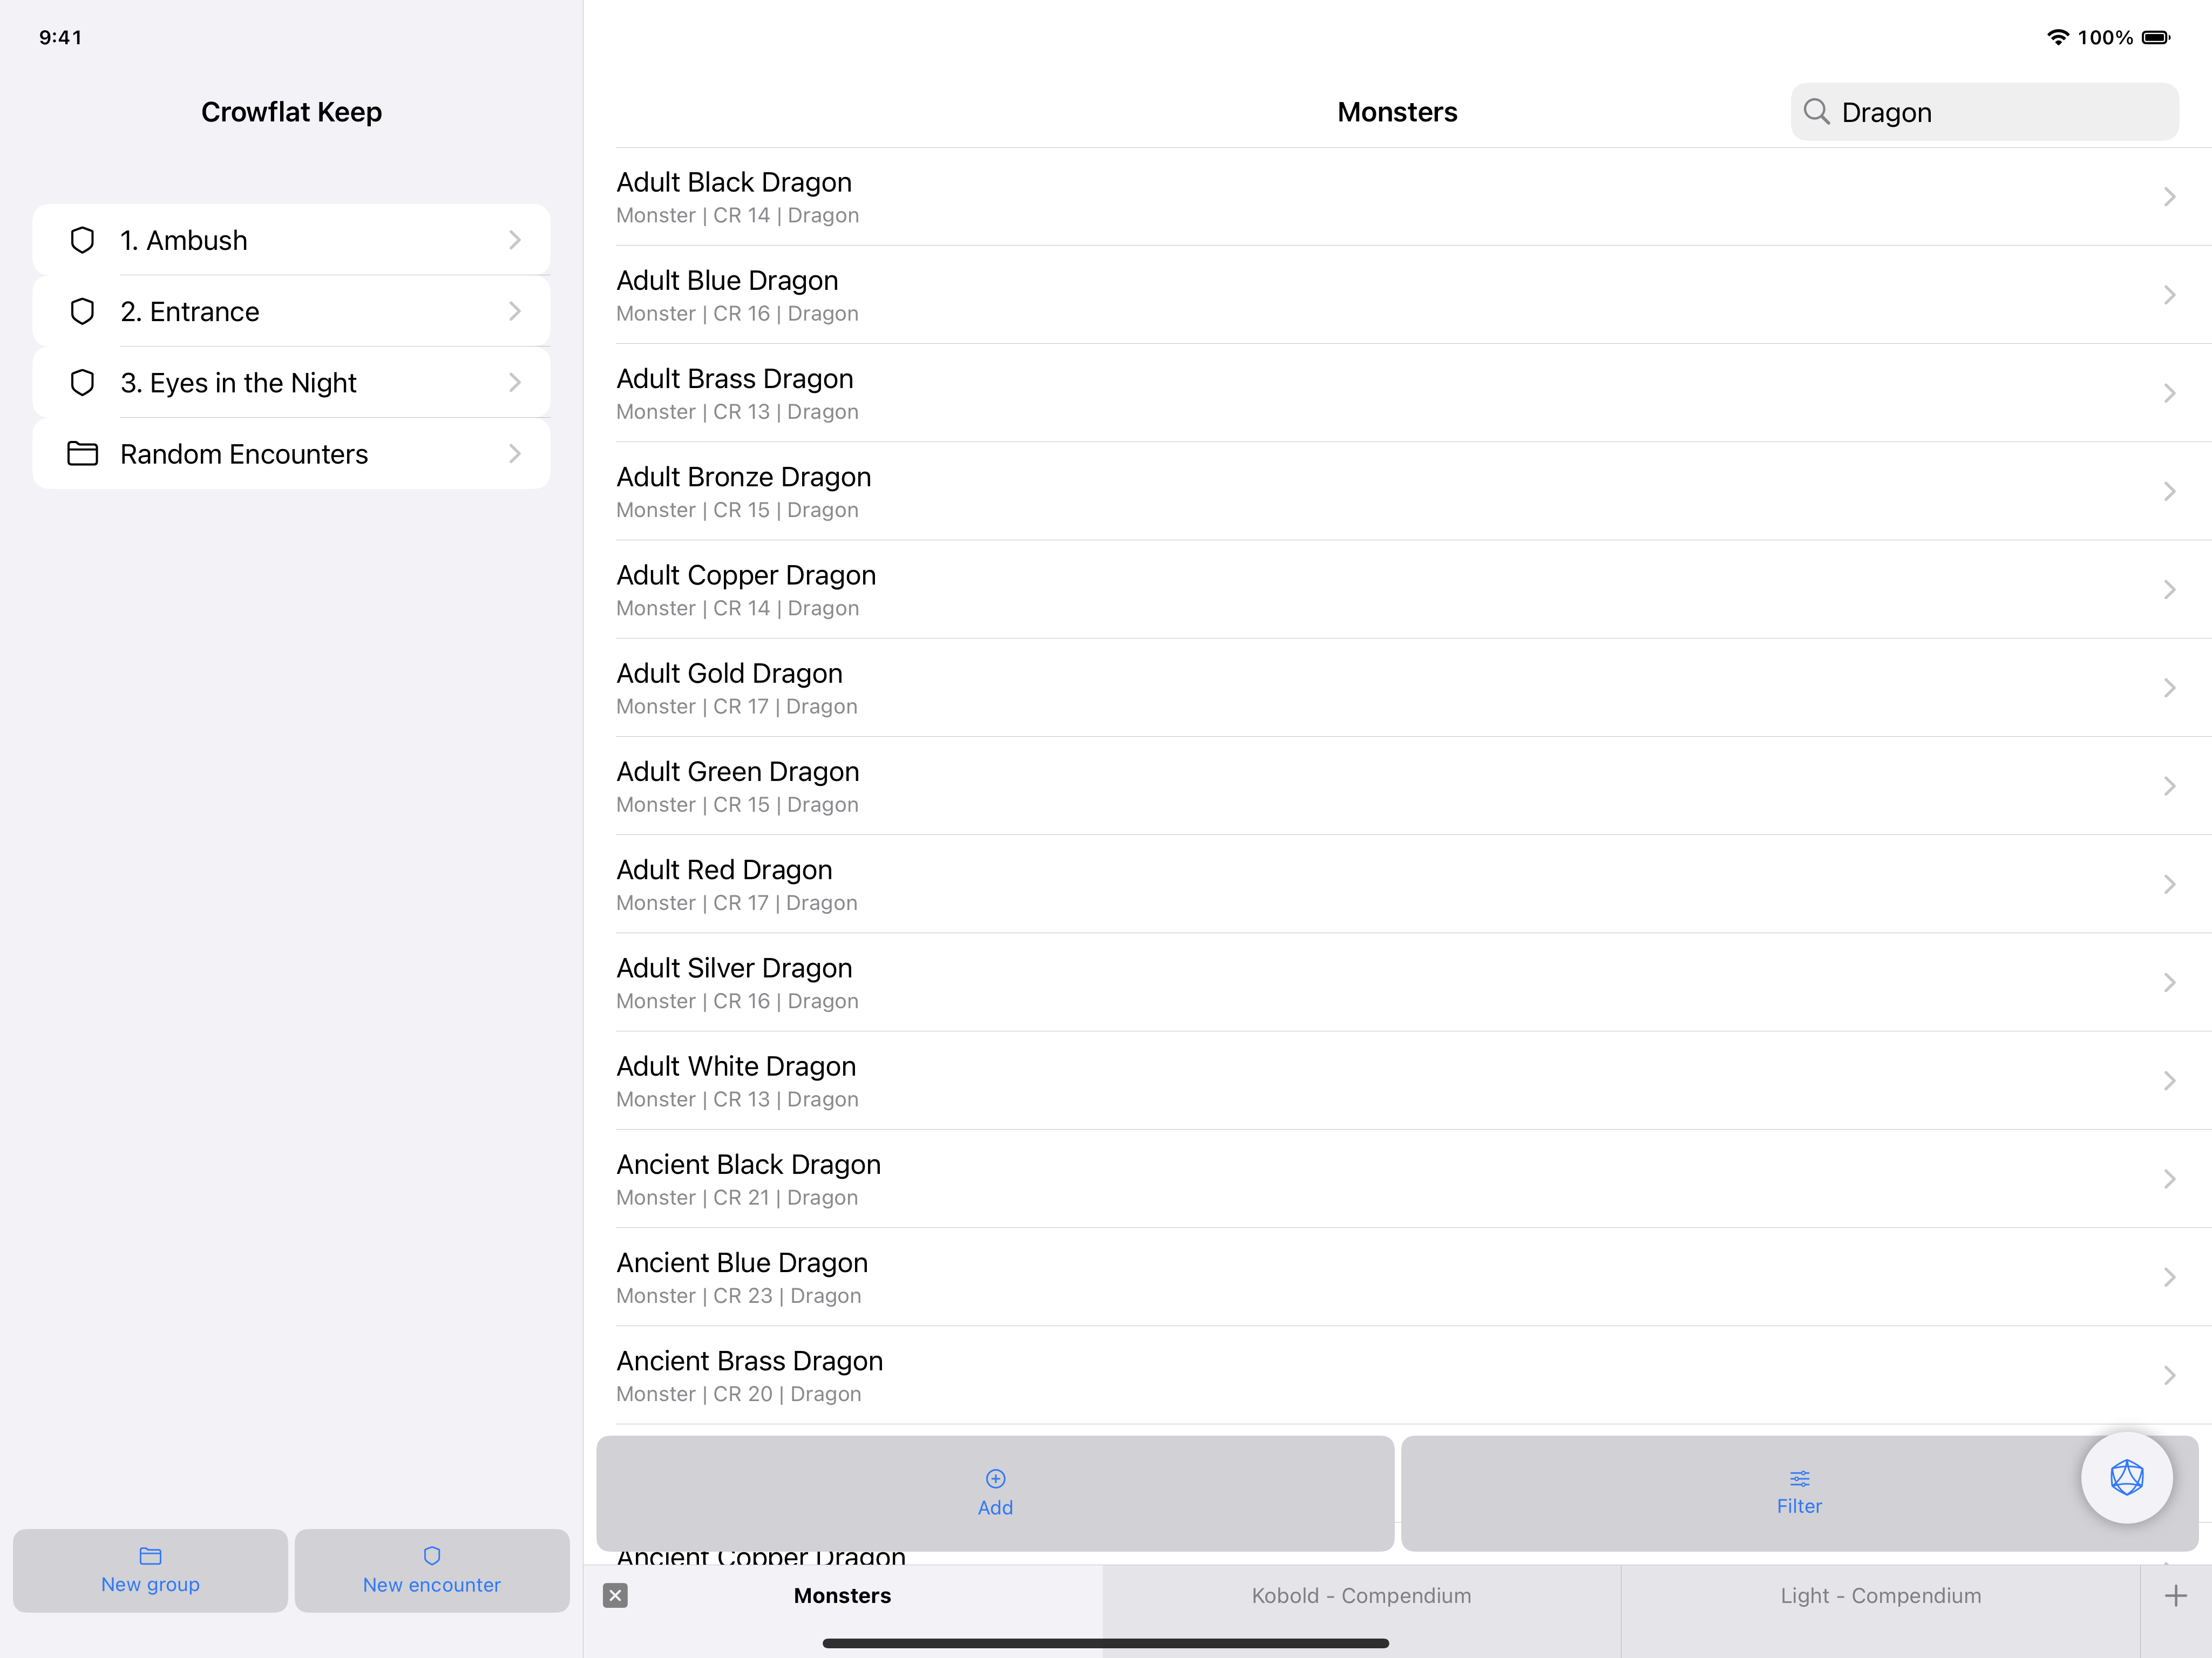 9:41
100%
Crowflat Keep
1. Ambush
2. Entrance
3. Eyes in the Night
Random Encounters
New group
New encounter
Monsters
Dragon
Adult Black Dragon
Monster | CR 14 | Dragon
Adult Blue Dragon
Monster | CR 16 | Dragon
Adult Brass Dragon
Monster | CR 13 | Dragon
Adult Bronze Dragon
Monster | CR 15 | Dragon
Adult Copper Dragon
Monster | CR 14 | Dragon
Adult Gold Dragon
Monster | CR 17 | Dragon
Adult Green Dragon
Monster | CR 15 | Dragon
Adult Red Dragon
Monster | CR 17 | Dragon
Adult Silver Dragon
Monster | CR 16 | Dragon
Adult White Dragon
Monster | CR 13 | Dragon
Ancient Black Dragon
Monster | CR 21 | Dragon
Ancient Blue Dragon
Monster | CR 23 | Dragon
Ancient Brass Dragon
Monster | CR 20 | Dragon
Add
Filter
Ancient Copper Dragon
Monsters
Kobold - Compendium
Light - Compendium